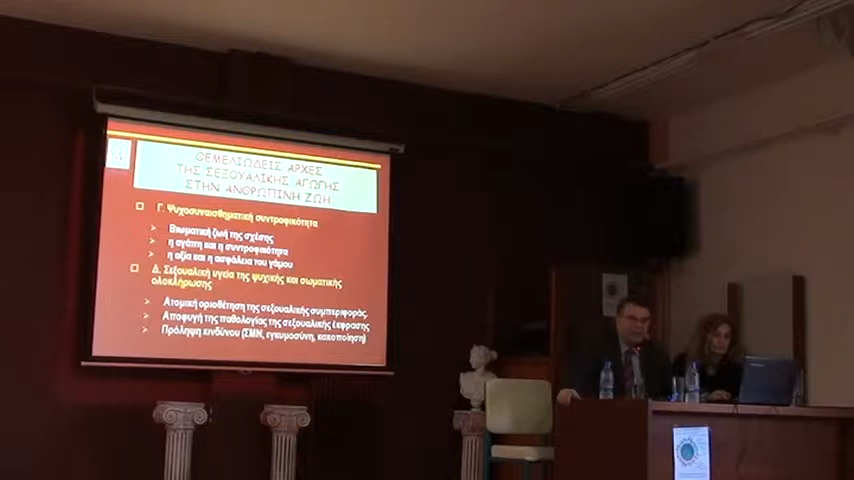 ΘΕΜΕΛΙΩΔΕΙΣ ΑΡΧΕΣ
ΤΗΣ ΣΕΞΟΥΑΛΙΚΗΣ ΑΓΩΓΗΣ
ΣΤΗΝ ΑΝΘΡΩΠΙΝΗ ΖΩΗ
Γ. Ψυχοσυναισθηματική συντροφικότητα
Βιωματική ζωή της σχέσης
η αγάπη και η συντροφικότητα
η αξία και η ασφάλεια του γάμου
Δ. Σεξουαλική υγεία της ψυχικής και σωματικής
ολοκλήρωσης
Ατομική οριοθέτηση της σεξουαλικής συμπεριφοράς,
Αποφυγή της παθολογίας της σεξουαλικής έκφρασης
Πρόληψη κινδύνου (ΣΜΝ, εγκυμοσύνη, κακοποίηση)